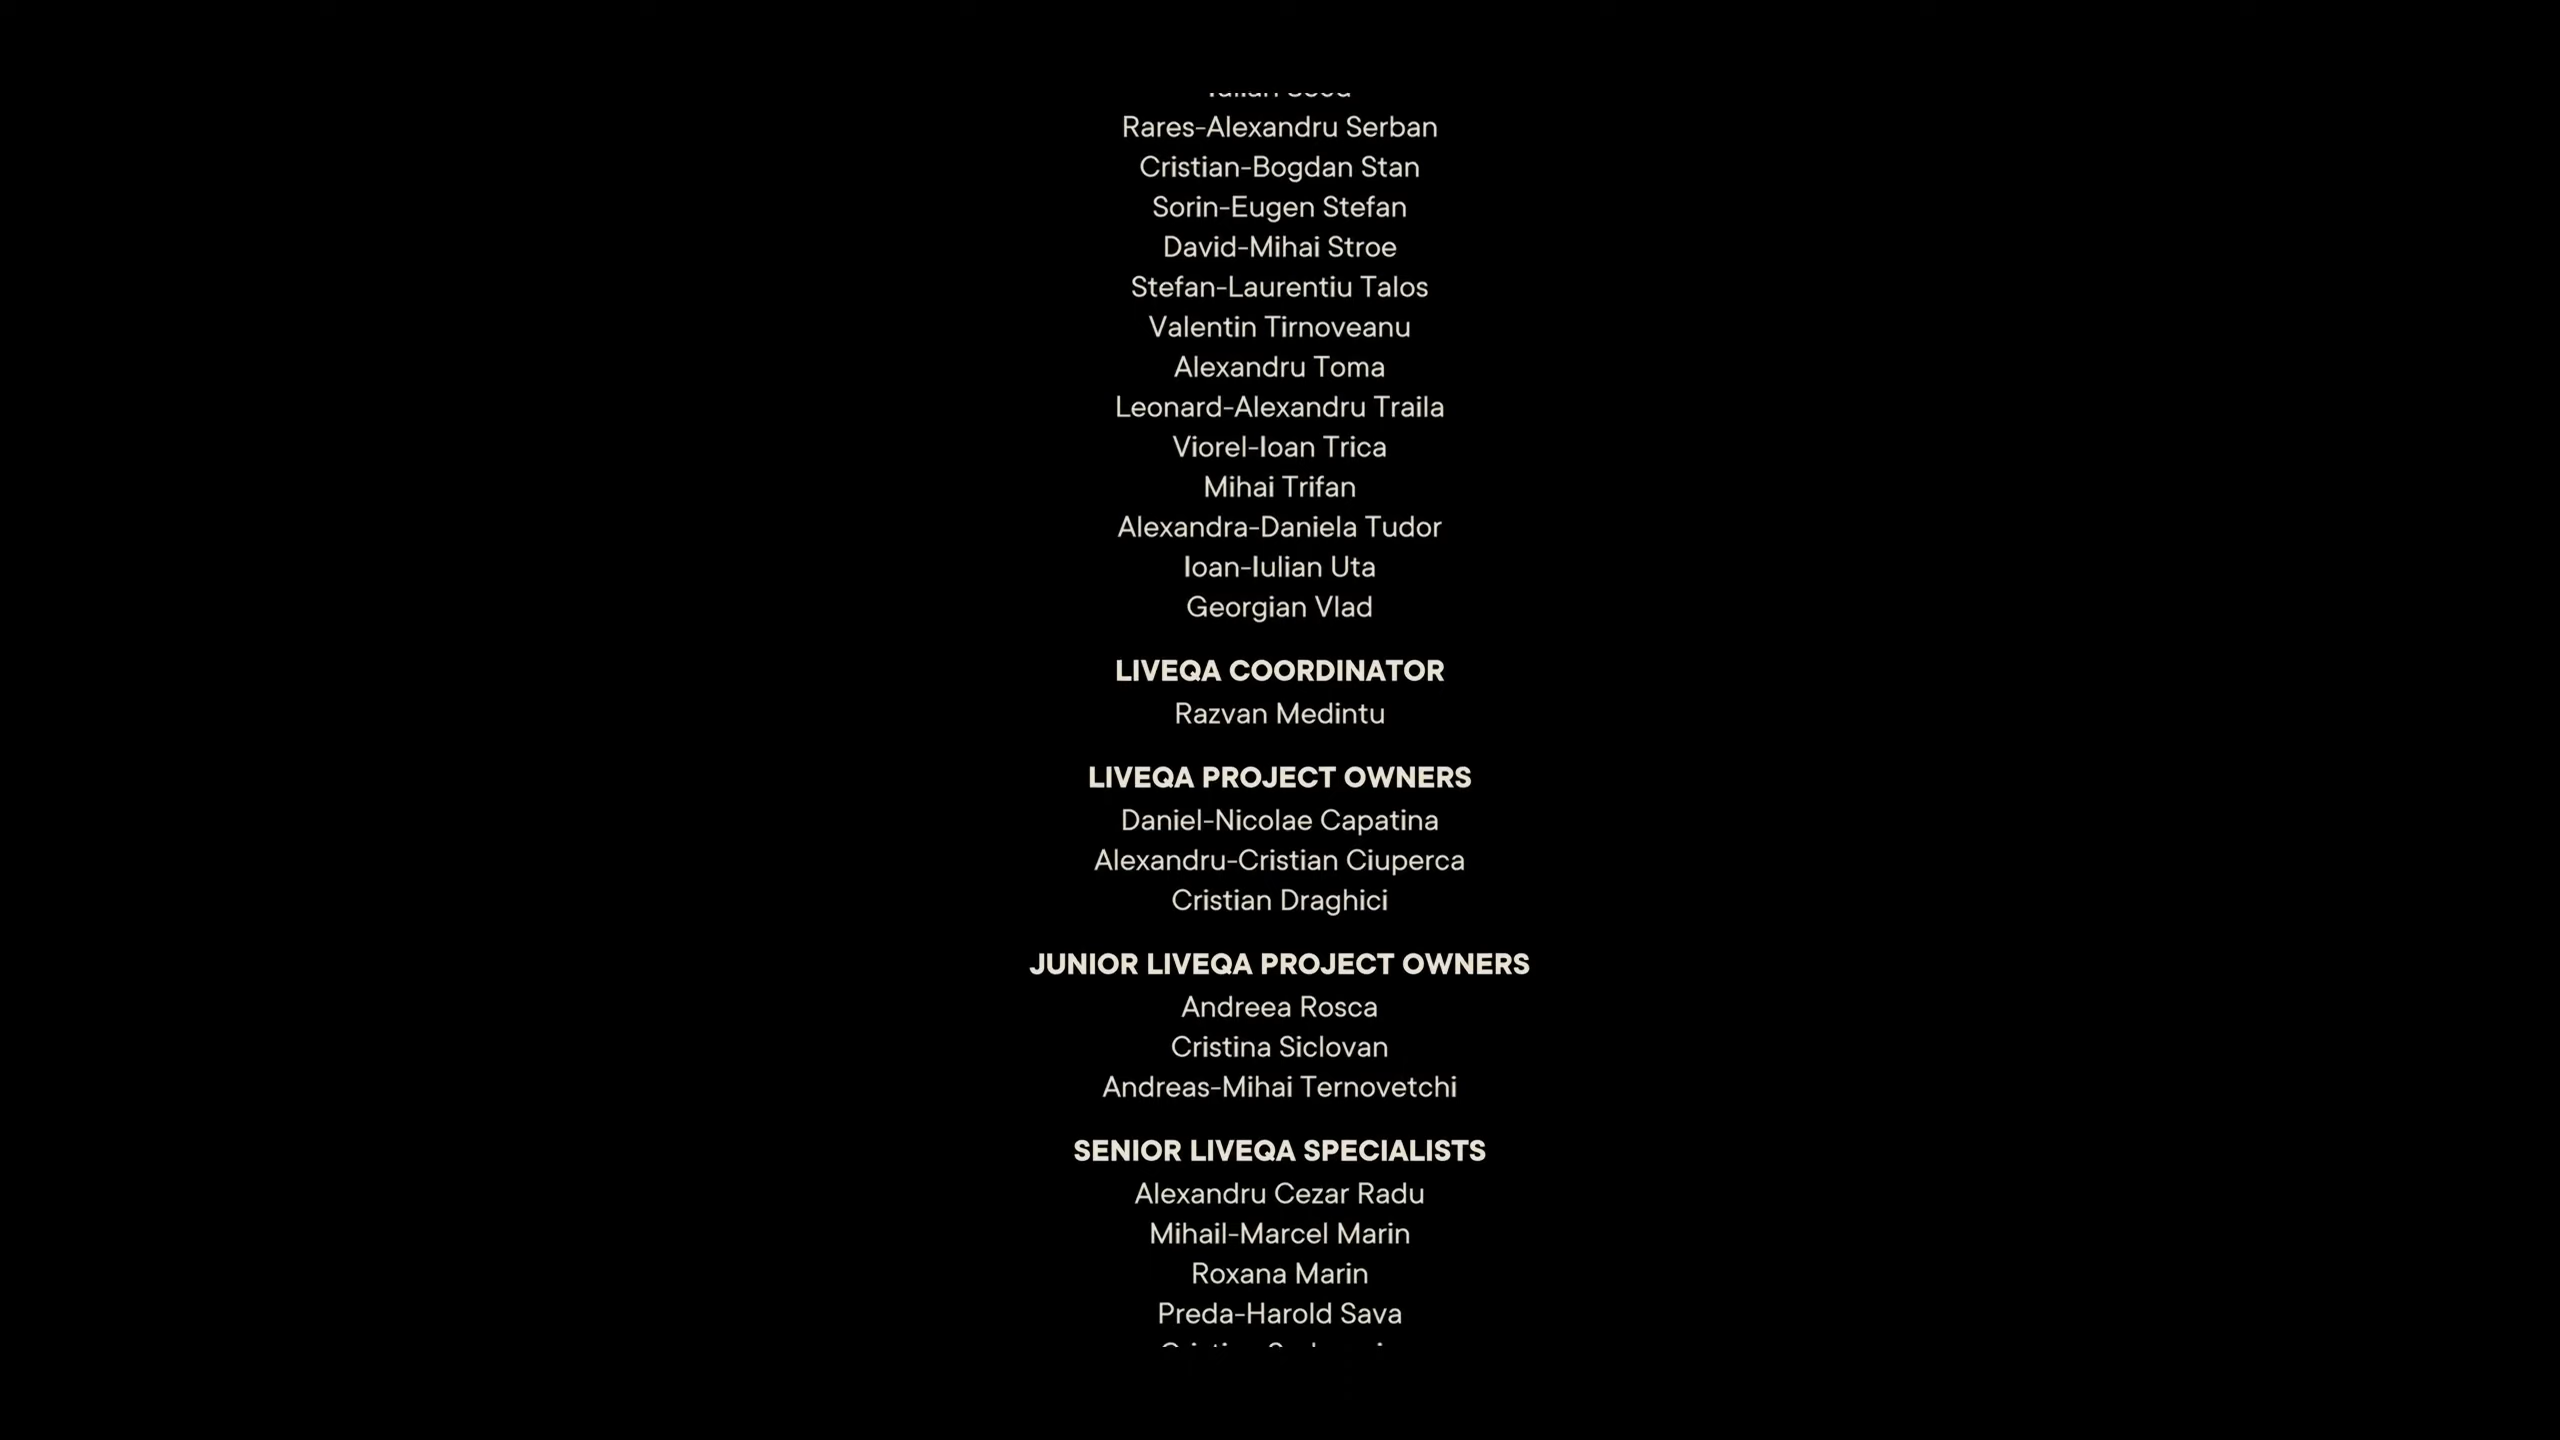 Rares-Alexandru Serban
Cristian-Bogdan Stan
Sorin-Eugen Stefan
David-Mihai Stroe
Stefan-Laurentiu Talos
Valentin Tirnoveanu
Alexandru Toma
Leonard-Alexandru Traila
Viorel-Ioan Trica
Mihai Trifan
Alexandra-Daniela Tudor
Ioan-Iulian Uta
Georgian Vlad
LIVEQA COORDINATOR
Razvan Medintu
LIVEQA PROJECT OWNERS
Daniel-Nicolae Capatina
Alexandru-Cristian Ciuperca
Cristian Draghici
JUNIOR LIVEQA PROJECT OWNERS
Andreea Rosca
Cristina Siclovan
Andreas-Mihai Ternovetchi
SENIOR LIVEQA SPECIALISTS
Alexandru Cezar Radu
Mihail-Marcel Marin
Roxana Marin
Preda-Harold Sava